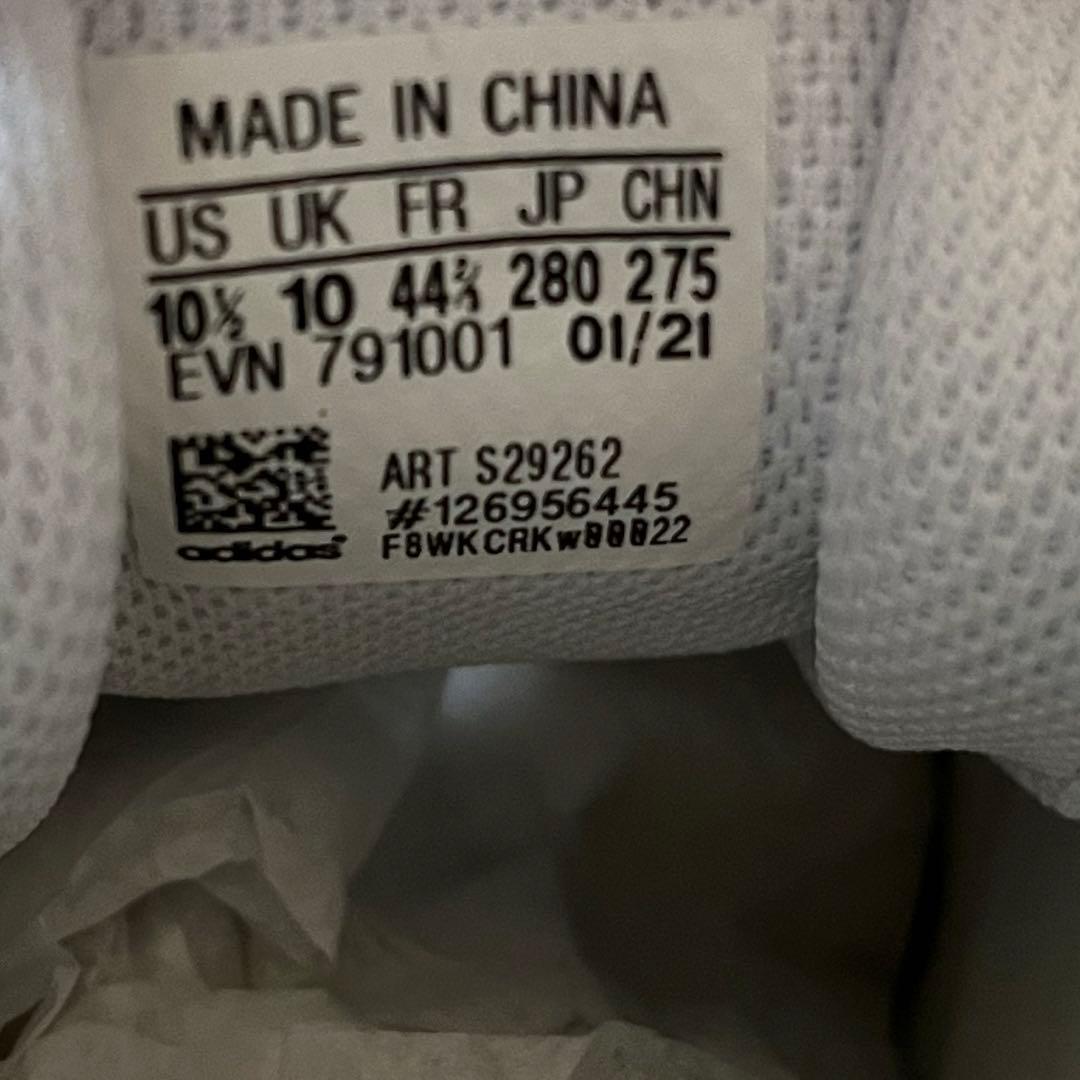 MADE IN CHINA
US UK FR JP CHN
10½ 10 44⅔ 280 275
EVN 791001 01/21
ART S29262
#126956445
adidas F8WKCRKw00022